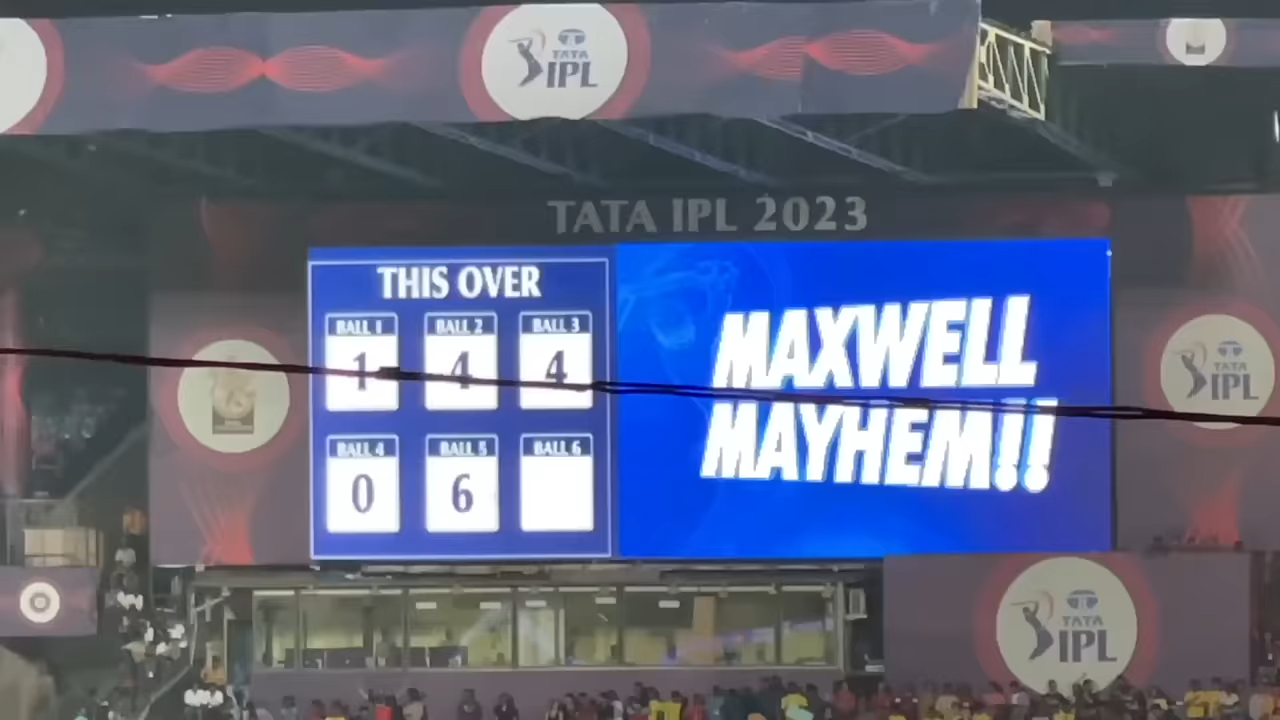 TATA
IPL
TATA IPL 2023
THIS OVER
BALL 1
BALL 2
BALL 3
1
4
4
BALL 4
BALL 5
BALL 6
0
6
MAXWELL
MAYHEM!!
TATA
IPL
TATA
IPL